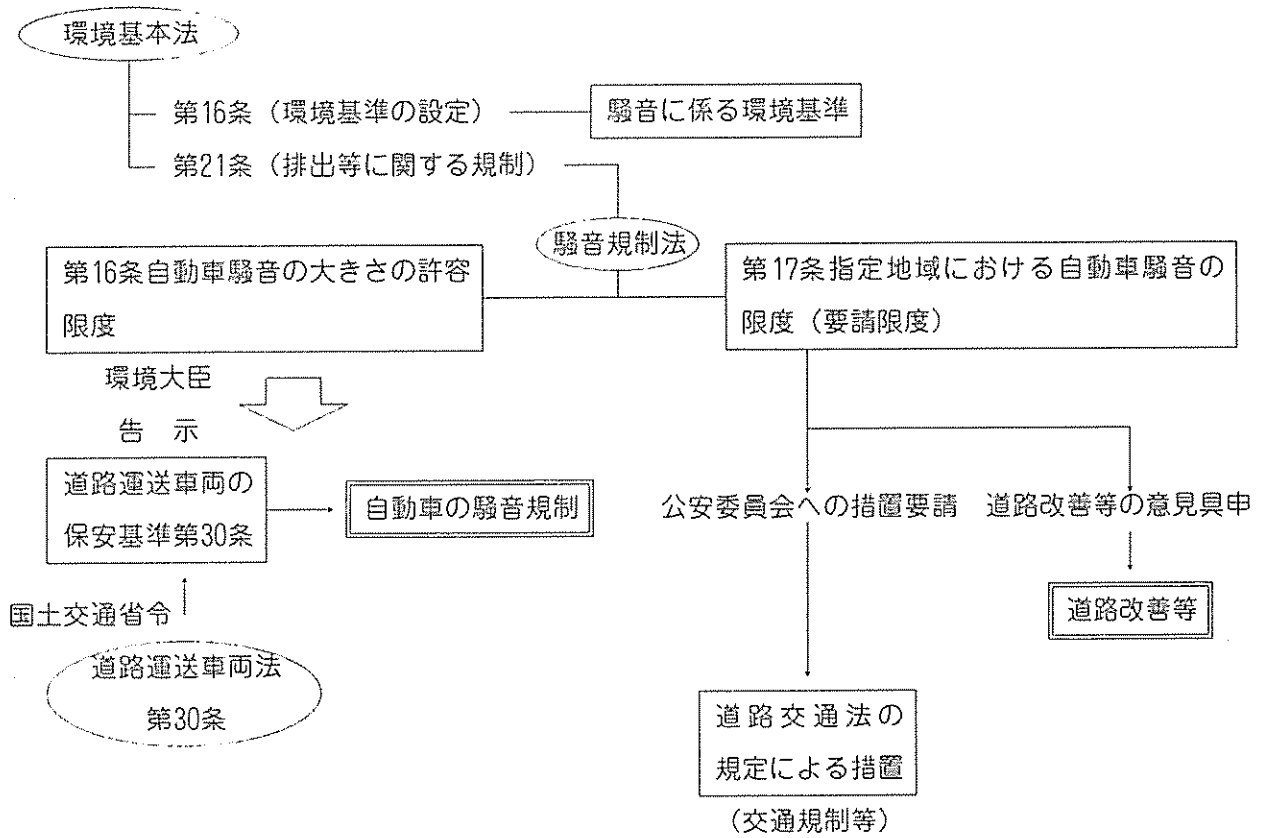 環境基本法
第16条（環境基準の設定）
騒音に係る環境基準
第21条（排出等に関する規制）
騒音規制法
第16条自動車騒音の大きさの許容
限度
第17条指定地域における自動車騒音の
限度（要請限度）
環境大臣
告　示
道路運送車両の
保安基準第30条
自動車の騒音規制
公安委員会への措置要請
道路改善等の意見具申
国土交通省令
道路改善等
道路運送車両法
第30条
道路交通法の
規定による措置
（交通規制等）